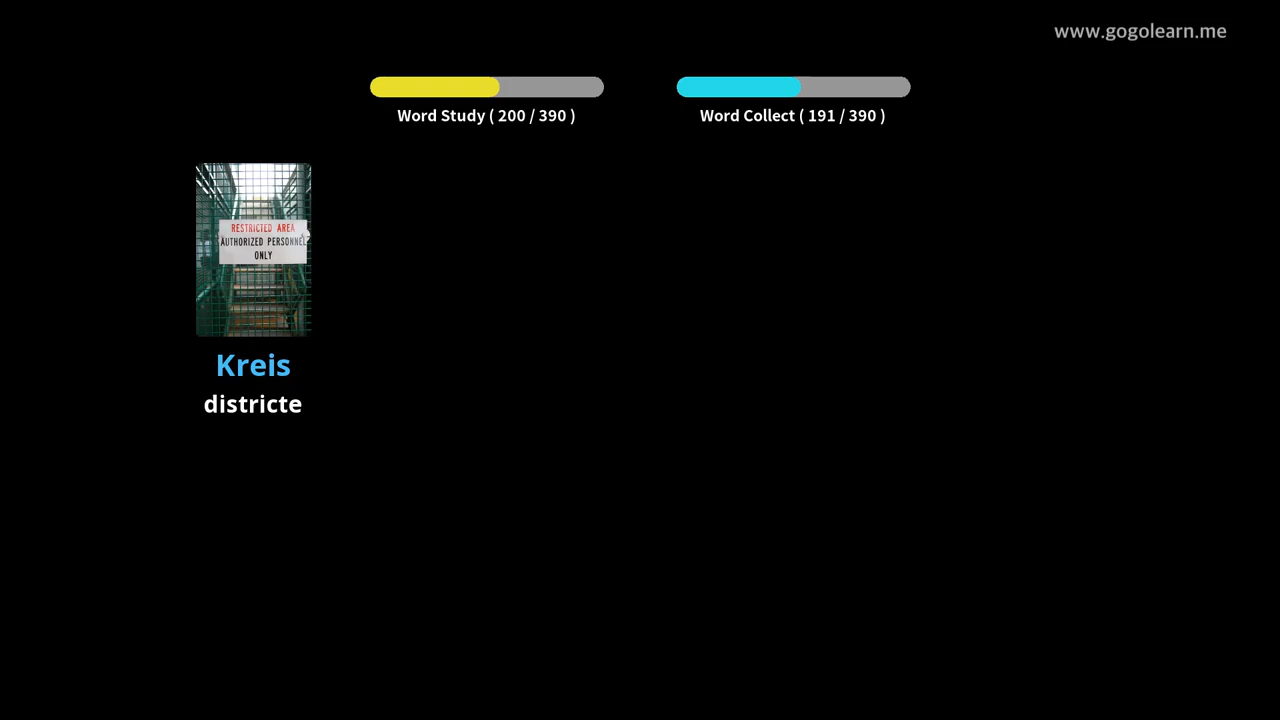 www.gogolearn.me
Word Study ( 200 / 390 )
Word Collect ( 191 / 390 )
RESTRICTED AREA
AUTHORIZED PERSONNEL
ONLY
Kreis
districte